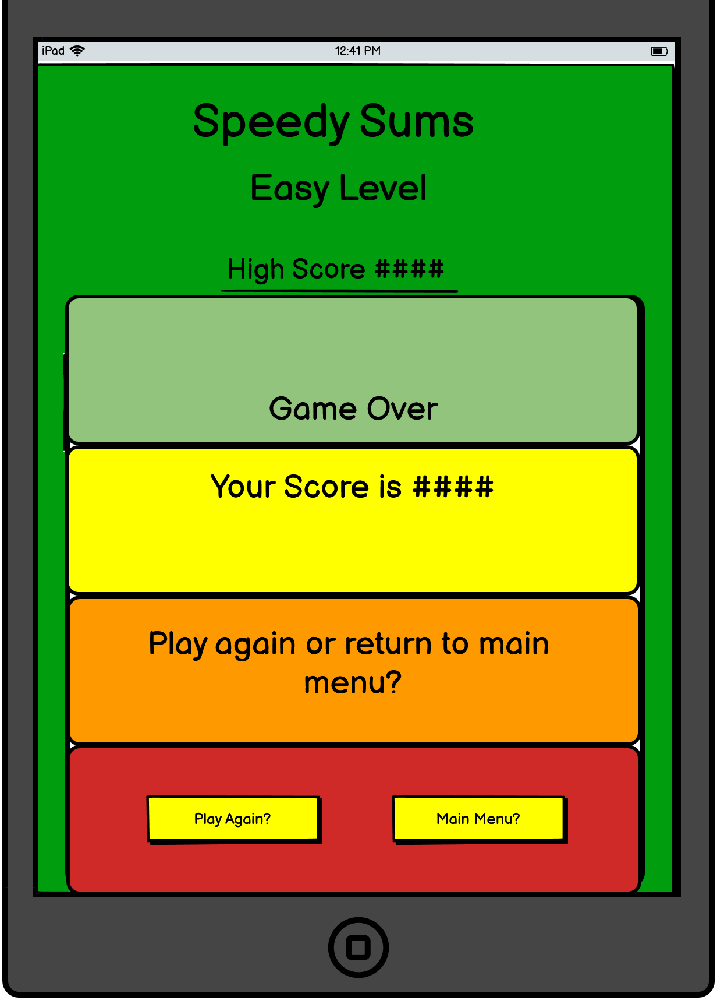 iPad 12:41 PM
Speedy Sums
Easy Level
High Score ####
Game Over
Your Score is ####
Play again or return to main
menu?
Play Again? Main Menu?